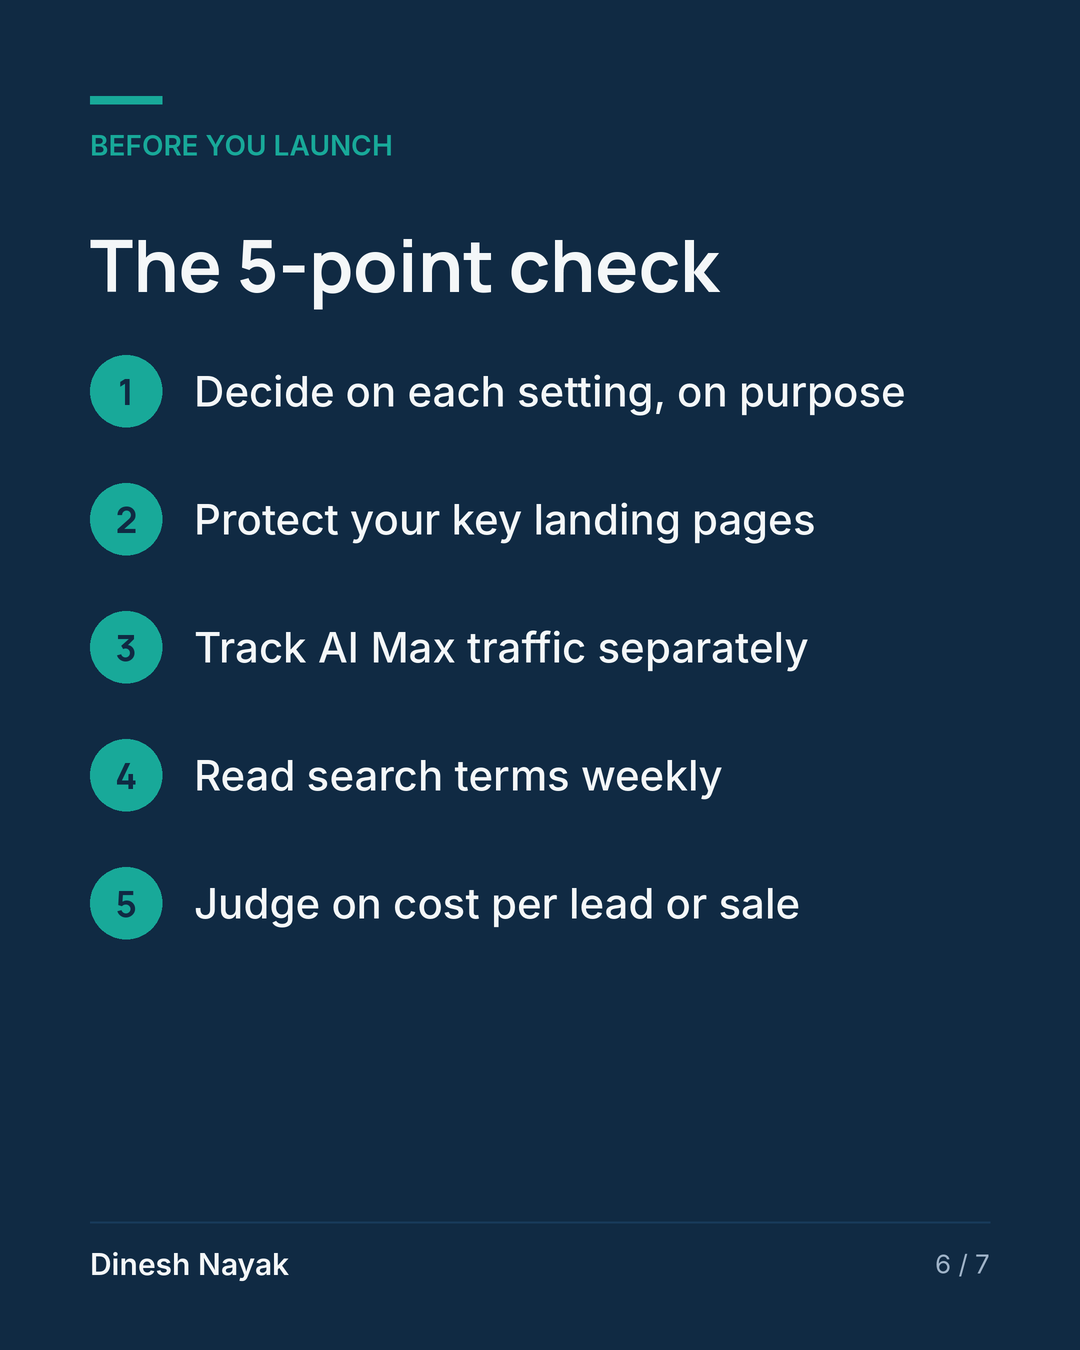 BEFORE YOU LAUNCH
The 5-point check
1 Decide on each setting, on purpose
2 Protect your key landing pages
3 Track AI Max traffic separately
4 Read search terms weekly
5 Judge on cost per lead or sale
Dinesh Nayak 6 / 7